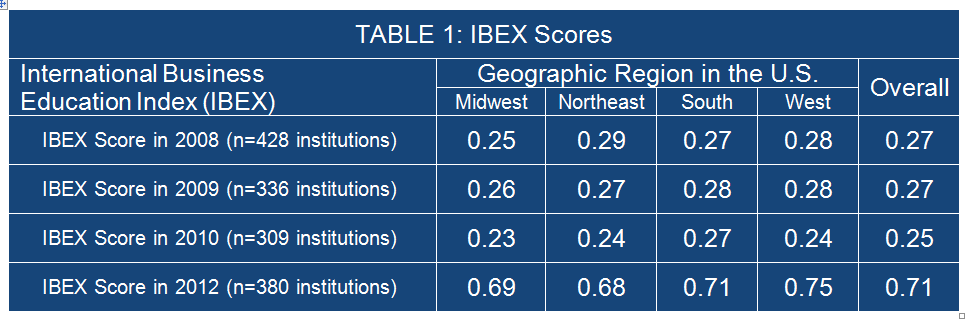 TABLE 1: IBEX Scores
International Business
Education Index (IBEX)
Geographic Region in the U.S.
Overall
Midwest Northeast South West
IBEX Score in 2008 (n=428 institutions) 0.25 0.29 0.27 0.28 0.27
IBEX Score in 2009 (n=336 institutions) 0.26 0.27 0.28 0.28 0.27
IBEX Score in 2010 (n=309 institutions) 0.23 0.24 0.27 0.24 0.25
IBEX Score in 2012 (n=380 institutions) 0.69 0.68 0.71 0.75 0.71